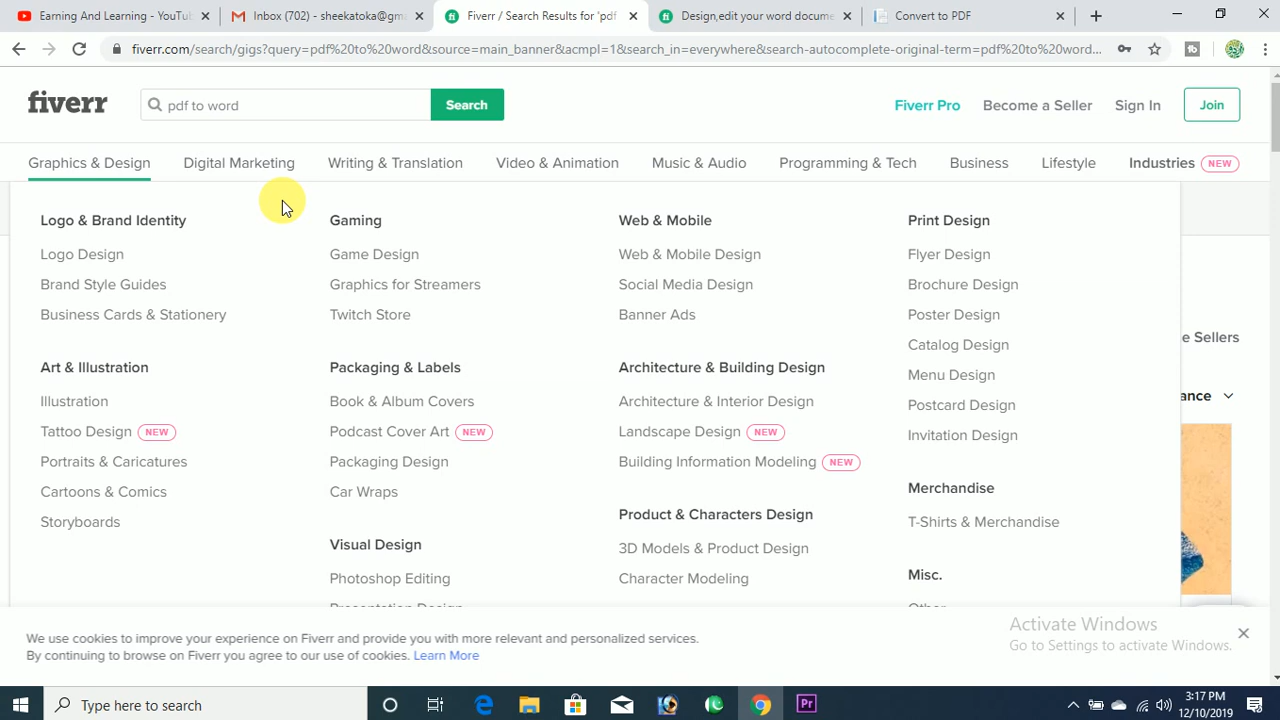 Earning And Learning - YouTub
Inbox (702) - sheekatoka@gm
Fiverr / Search Results for 'pdf
Design,edit your word docume
Convert to PDF
fiverr.com/search/gigs?query=pdf%20to%20word&source=main_banner&acmpl=1&search_in=everywhere&search-autocomplete-original-term=pdf%20to%20word...
fiverr
pdf to word
Search
Fiverr Pro
Become a Seller
Sign In
Join
Graphics & Design
Digital Marketing
Writing & Translation
Video & Animation
Music & Audio
Programming & Tech
Business
Lifestyle
Industries NEW
Logo & Brand Identity
Logo Design
Brand Style Guides
Business Cards & Stationery
Art & Illustration
Illustration
Tattoo Design NEW
Portraits & Caricatures
Cartoons & Comics
Storyboards
Gaming
Game Design
Graphics for Streamers
Twitch Store
Packaging & Labels
Book & Album Covers
Podcast Cover Art NEW
Packaging Design
Car Wraps
Visual Design
Photoshop Editing
Presentation Design
Web & Mobile
Web & Mobile Design
Social Media Design
Banner Ads
Architecture & Building Design
Architecture & Interior Design
Landscape Design NEW
Building Information Modeling NEW
Product & Characters Design
3D Models & Product Design
Character Modeling
Print Design
Flyer Design
Brochure Design
Poster Design
Catalog Design
Menu Design
Postcard Design
Invitation Design
Merchandise
T-Shirts & Merchandise
Misc.
Other
e Sellers
ance
We use cookies to improve your experience on Fiverr and provide you with more relevant and personalized services.
By continuing to browse on Fiverr you agree to our use of cookies. Learn More
Activate Windows
Go to Settings to activate Windows.
Type here to search
Pr
3:17 PM
12/10/2019